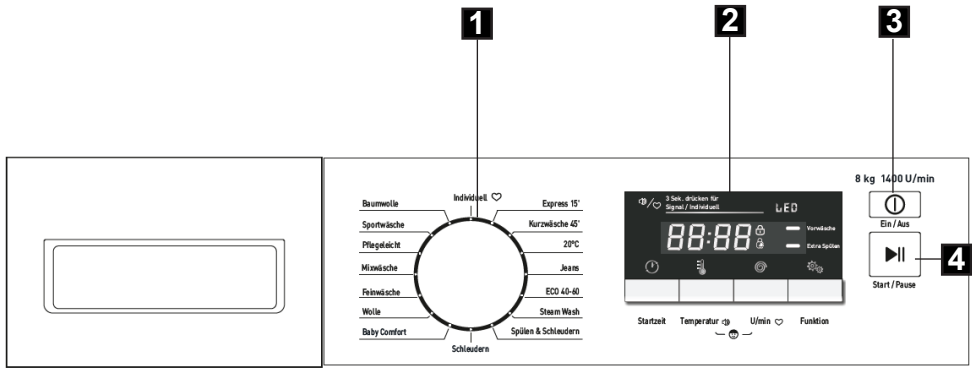 1
2
3
4
8 kg 1400 U/min
Ein / Aus
Start / Pause
Individuell
Baumwolle
Sportwäsche
Pflegeleicht
Mixwäsche
Feinwäsche
Wolle
Baby Comfort
Schleudern
Express 15'
Kurzwäsche 45'
20°C
Jeans
ECO 40-60
Steam Wash
Spülen & Schleudern
3 Sek. drücken für
Signal / Individuell
LED
88:88
Vorwäsche
Extra Spülen
Startzeit
Temperatur
U/min
Funktion